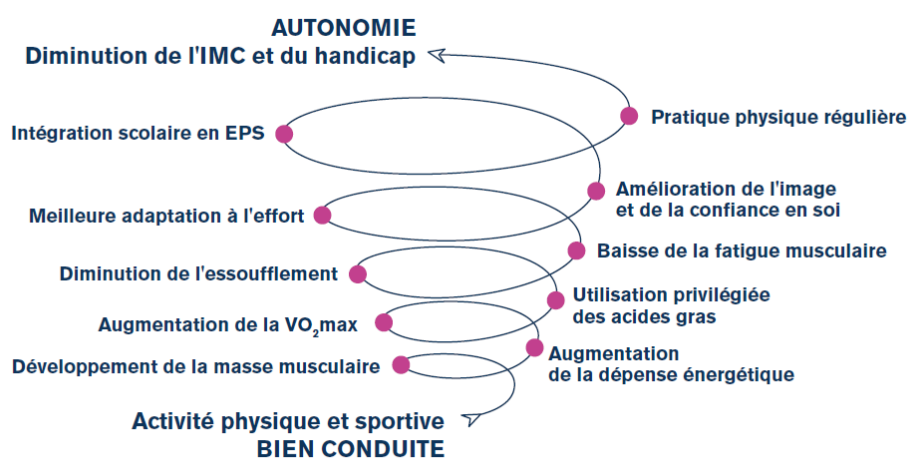 AUTONOMIE
Diminution de l'IMC et du handicap
Pratique physique régulière
Intégration scolaire en EPS
Amélioration de l'image
et de la confiance en soi
Meilleure adaptation à l'effort
Baisse de la fatigue musculaire
Diminution de l'essoufflement
Utilisation privilégiée
des acides gras
Augmentation de la VO₂max
Augmentation
de la dépense énergétique
Développement de la masse musculaire
Activité physique et sportive
BIEN CONDUITE